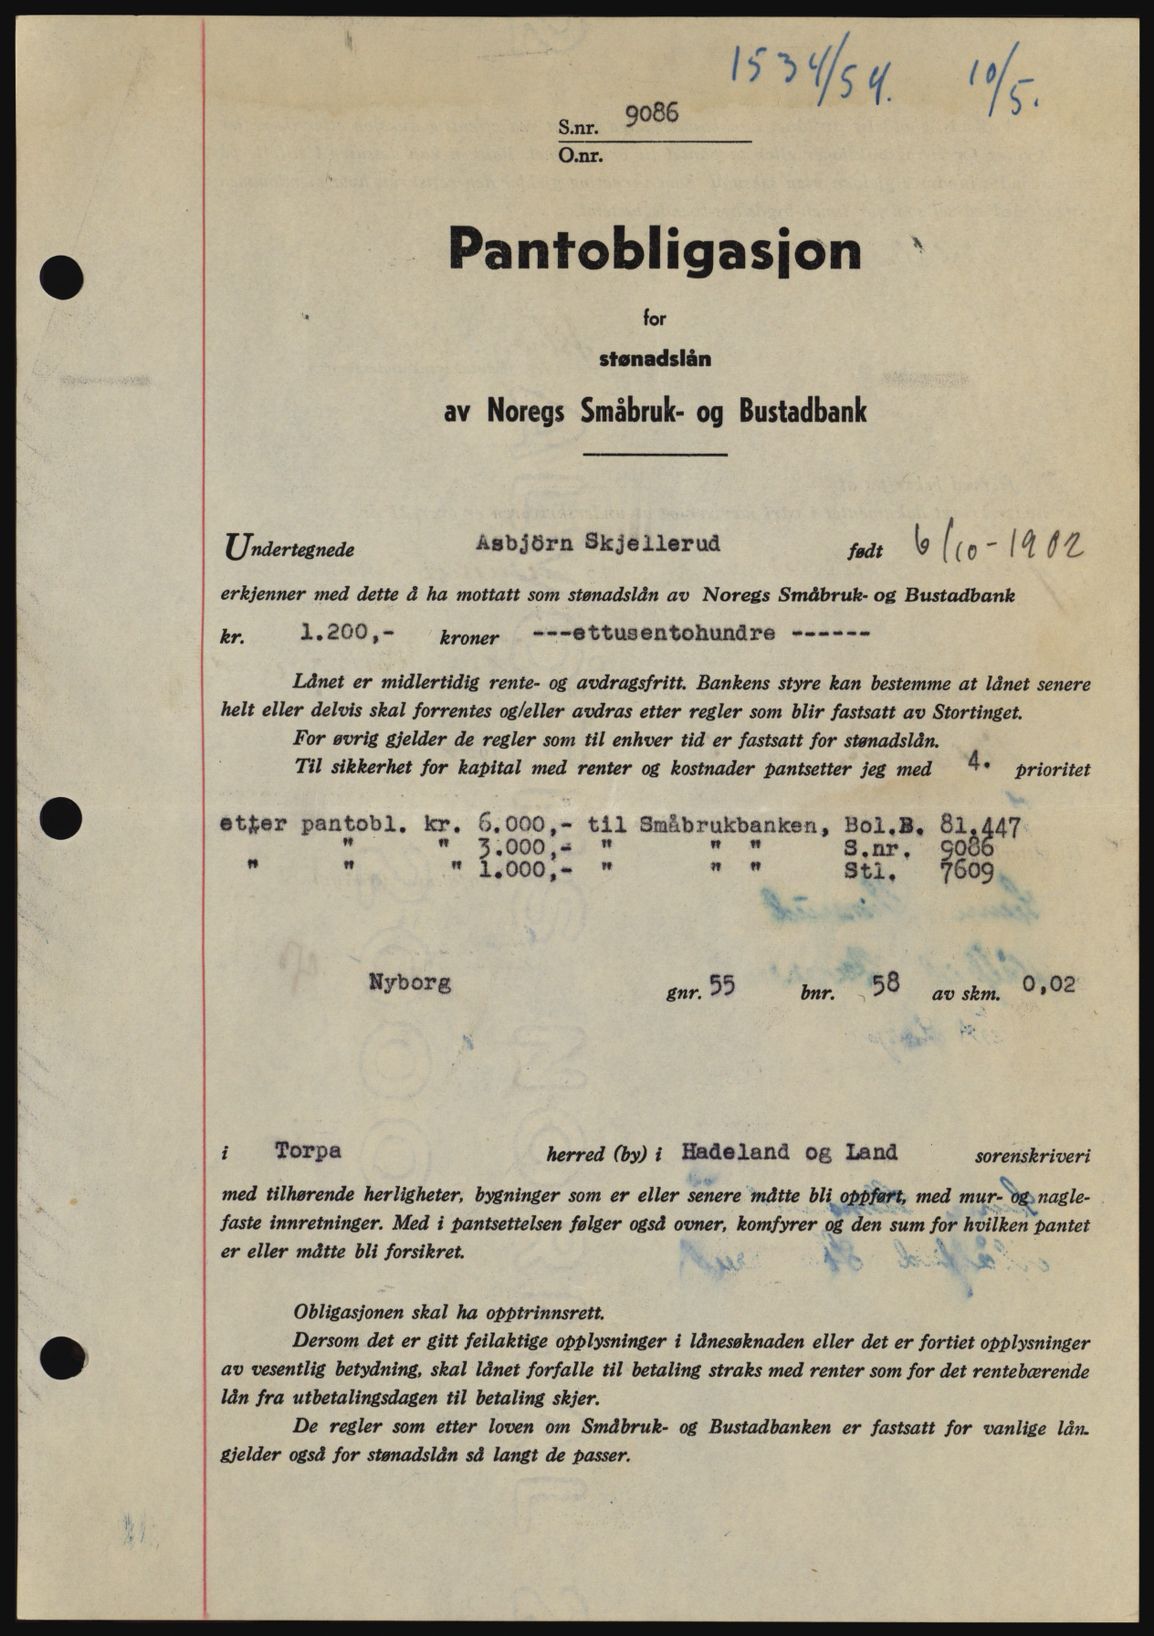 1534/54. 10/5.
S.nr. 9086
O.nr.
Pantobligasjon
for
stønadslån
av Noregs Småbruk- og Bustadbank
Undertegnede Asbjörn Skjellerud født 6/10-1902
erkjenner med dette å ha mottatt som stønadslån av Noregs Småbruk- og Bustadbank
kr. 1.200,- kroner ---ettusentohundre ------
Lånet er midlertidig rente- og avdragsfritt. Bankens styre kan bestemme at lånet senere
helt eller delvis skal forrentes og/eller avdras etter regler som blir fastsatt av Stortinget.
For øvrig gjelder de regler som til enhver tid er fastsatt for stønadslån.
Til sikkerhet for kapital med renter og kostnader pantsetter jeg med 4. prioritet
etter pantobl. kr. 6.000,- til Småbrukbanken, Bol.B. 81.447
" " 3.000,- " " " S.nr. 9086
" " " 1.000,- " " " Stl. 7609
Nyborg gnr. 55 bnr. 58 av skm. 0,02
i Torpa herred (by) i Hadeland og Land sorenskriveri
med tilhørende herligheter, bygninger som er eller senere måtte bli oppført, med mur- og nagle-
faste innretninger. Med i pantsettelsen følger også ovner, komfyrer og den sum for hvilken pantet
er eller måtte bli forsikret.
Obligasjonen skal ha opptrinnsrett.
Dersom det er gitt feilaktige opplysninger i lånesøknaden eller det er fortiet opplysninger
av vesentlig betydning, skal lånet forfalle til betaling straks med renter som for det rentebærende
lån fra utbetalingsdagen til betaling skjer.
De regler som etter loven om Småbruk- og Bustadbanken er fastsatt for vanlige lån
gjelder også for stønadslån så langt de passer.